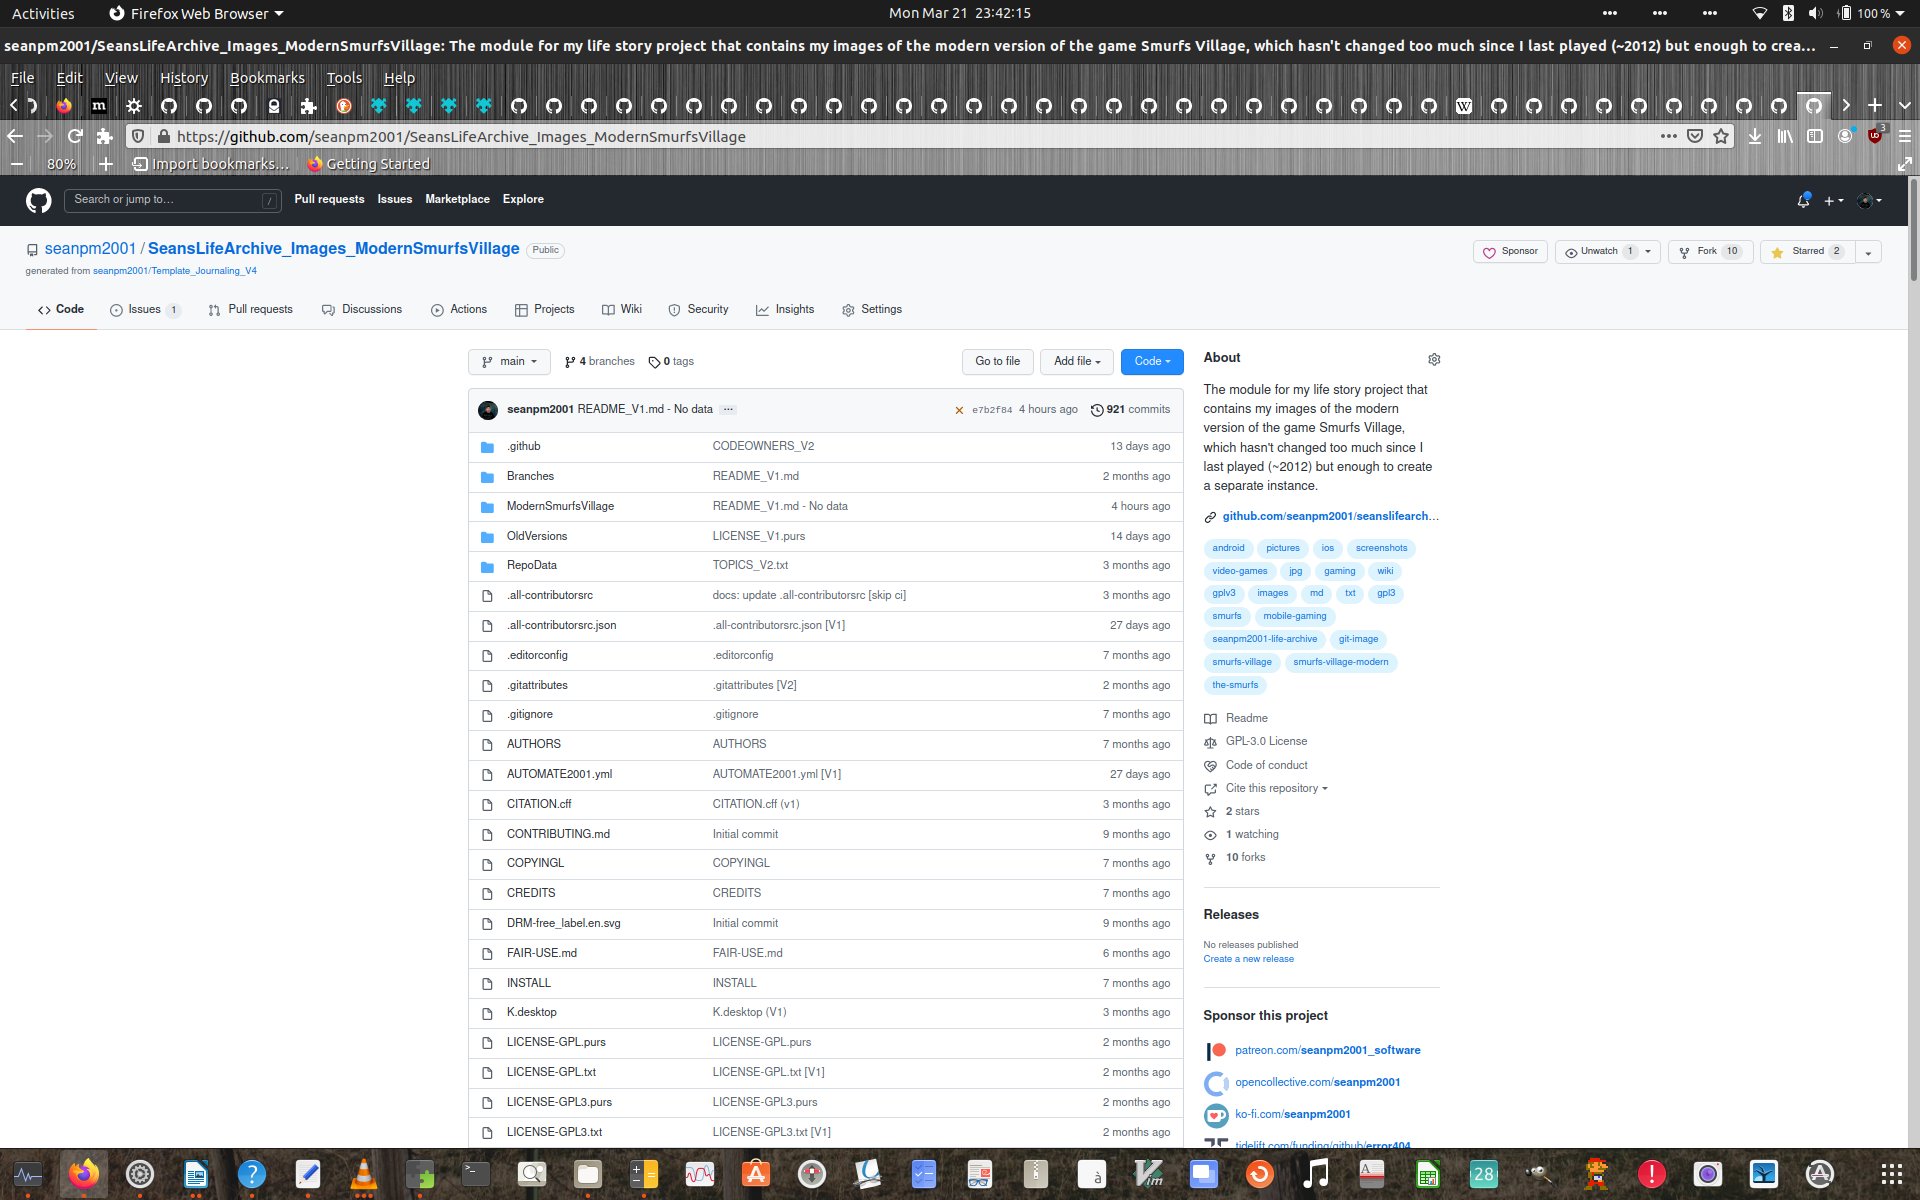 Activities
Firefox Web Browser
Mon Mar 21 23:42:15
100 %
seanpm2001/SeansLifeArchive_Images_ModernSmurfsVillage: The module for my life story project that contains my images of the modern version of the game Smurfs Village, which hasn't changed too much since I last played (~2012) but enough to crea...
File Edit View History Bookmarks Tools Help
https://github.com/seanpm2001/SeansLifeArchive_Images_ModernSmurfsVillage
3
80% Import bookmarks... Getting Started
Search or jump to... /
Pull requests Issues Marketplace Explore
seanpm2001 / SeansLifeArchive_Images_ModernSmurfsVillage Public
Sponsor Unwatch 1 Fork 10 Starred 2
generated from seanpm2001/Template_Journaling_V4
Code Issues 1 Pull requests Discussions Actions Projects Wiki Security Insights Settings
main 4 branches 0 tags Go to file Add file Code
seanpm2001 README_V1.md - No data ... e7b2f84 4 hours ago 921 commits
.github CODEOWNERS_V2 13 days ago
Branches README_V1.md 2 months ago
ModernSmurfsVillage README_V1.md - No data 4 hours ago
OldVersions LICENSE_V1.purs 14 days ago
RepoData TOPICS_V2.txt 3 months ago
.all-contributorsrc docs: update .all-contributorsrc [skip ci] 3 months ago
.all-contributorsrc.json .all-contributorsrc.json [V1] 27 days ago
.editorconfig .editorconfig 7 months ago
.gitattributes .gitattributes [V2] 2 months ago
.gitignore .gitignore 7 months ago
AUTHORS AUTHORS 7 months ago
AUTOMATE2001.yml AUTOMATE2001.yml [V1] 27 days ago
CITATION.cff CITATION.cff (v1) 3 months ago
CONTRIBUTING.md Initial commit 9 months ago
COPYINGL COPYINGL 7 months ago
CREDITS CREDITS 7 months ago
DRM-free_label.en.svg Initial commit 9 months ago
FAIR-USE.md FAIR-USE.md 6 months ago
INSTALL INSTALL 7 months ago
K.desktop K.desktop (V1) 3 months ago
LICENSE-GPL.purs LICENSE-GPL.purs 2 months ago
LICENSE-GPL.txt LICENSE-GPL.txt [V1] 2 months ago
LICENSE-GPL3.purs LICENSE-GPL3.purs 2 months ago
LICENSE-GPL3.txt LICENSE-GPL3.txt [V1] 2 months ago
About
The module for my life story project that
contains my images of the modern
version of the game Smurfs Village,
which hasn't changed too much since I
last played (~2012) but enough to create
a separate instance.
github.com/seanpm2001/seanslifearch...
android pictures ios screenshots
video-games jpg gaming wiki
gplv3 images md txt gpl3
smurfs mobile-gaming
seanpm2001-life-archive git-image
smurfs-village smurfs-village-modern
the-smurfs
Readme
GPL-3.0 License
Code of conduct
Cite this repository
2 stars
1 watching
10 forks
Releases
No releases published
Create a new release
Sponsor this project
patreon.com/seanpm2001_software
opencollective.com/seanpm2001
ko-fi.com/seanpm2001
tidelift.com/funding/github/error404
28